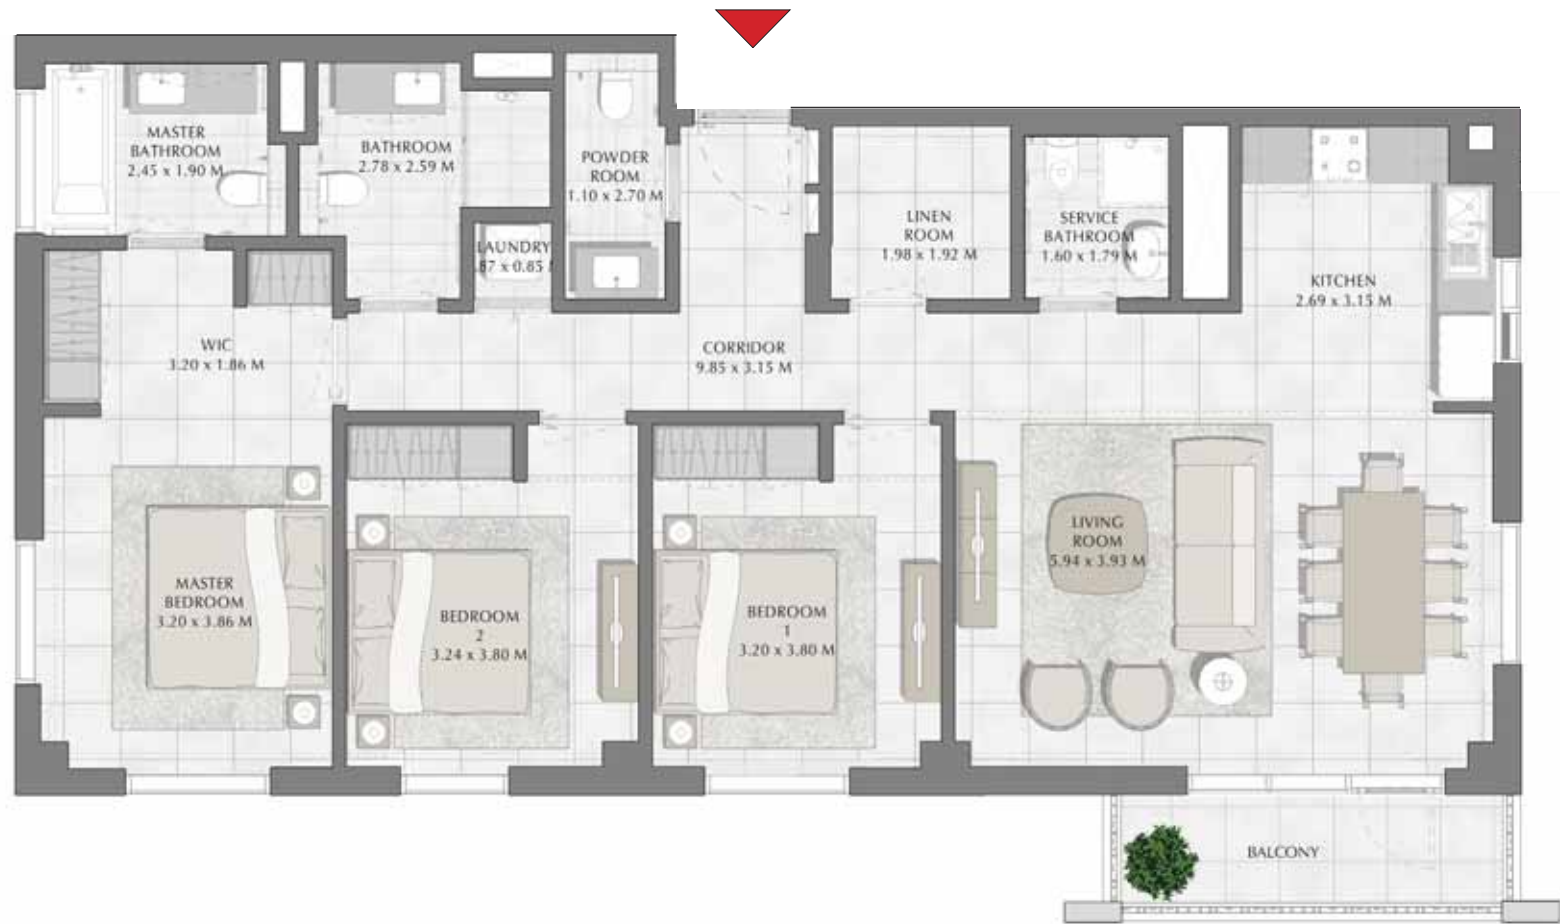 MASTER
BATHROOM
2.45 x 1.90 M
BATHROOM
2.78 x 2.59 M
POWDER
ROOM
1.10 x 2.70 M
LINEN
ROOM
1.98 x 1.92 M
SERVICE
BATHROOM
1.60 x 1.79 M
LAUNDRY
.87 x 0.85
KITCHEN
2.69 x 3.15 M
WIC
3.20 x 1.86 M
CORRIDOR
9.85 x 3.15 M
MASTER
BEDROOM
3.20 x 3.86 M
BEDROOM
2
3.24 x 3.80 M
BEDROOM
1
3.20 x 3.80 M
LIVING
ROOM
5.94 x 3.93 M
BALCONY